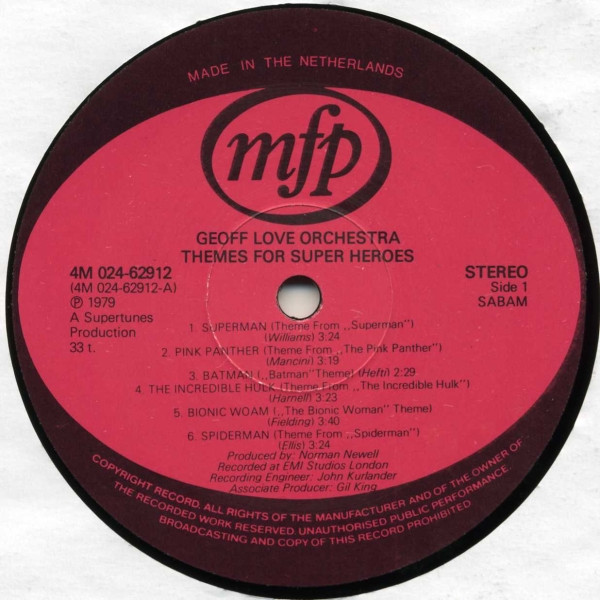 MADE IN THE NETHERLANDS
mfp
GEOFF LOVE ORCHESTRA
THEMES FOR SUPER HEROES
4M 024-62912
(4M 024-62912-A)
Ⓟ 1979
A Supertunes
Production
33 t.
STEREO
Side 1
SABAM
1. SUPERMAN (Theme From ,,Superman'')
(Williams) 3:24
2. PINK PANTHER (Theme From ,,The Pink Panther'')
(Mancini) 3:19
3. BATMAN (,,Batman'' Theme) (Hefti) 2:29
4. THE INCREDIBLE HULK (Theme From ,,The Incredible Hulk'')
(Harnell) 3:23
5. BIONIC WOAM (,,The Bionic Woman'' Theme)
(Fielding) 3:40
6. SPIDERMAN (Theme From ,,Spiderman'')
(Ellis) 3:24
Produced by: Norman Newell
Recorded at EMI Studios London
Recording Engineer: John Kurlander
Associate Producer: Gil King
COPYRIGHT RECORD. ALL RIGHTS OF THE MANUFACTURER AND OF THE OWNER OF
THE RECORDED WORK RESERVED. UNAUTHORISED PUBLIC PERFORMANCE
BROADCASTING AND COPY OF THIS RECORD PROHIBITED